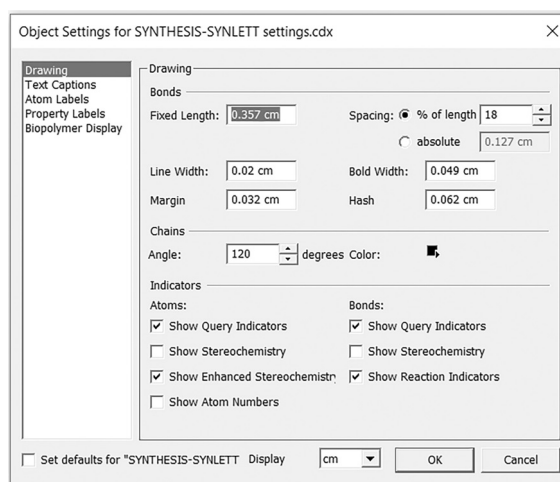 Object Settings for SYNTHESIS-SYNLETT settings.cdx
Drawing
Text Captions
Atom Labels
Property Labels
Biopolymer Display
Drawing
Bonds
Fixed Length: 0.357 cm Spacing: % of length 18
absolute 0.127 cm
Line Width: 0.02 cm Bold Width: 0.049 cm
Margin 0.032 cm Hash 0.062 cm
Chains
Angle: 120 degrees Color:
Indicators
Atoms: Bonds:
Show Query Indicators Show Query Indicators
Show Stereochemistry Show Stereochemistry
Show Enhanced Stereochemistr Show Reaction Indicators
Show Atom Numbers
Set defaults for "SYNTHESIS-SYNLETT Display cm OK Cancel